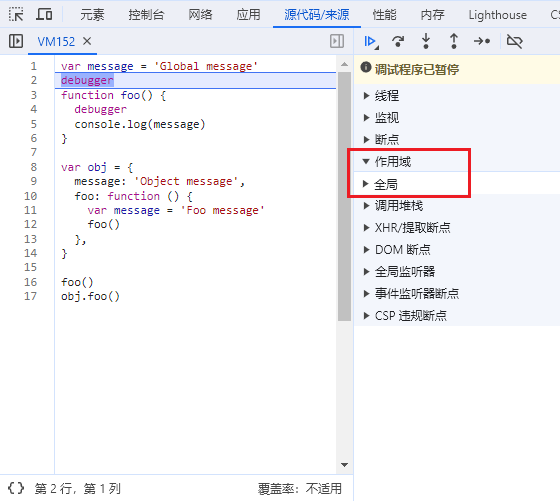 元素 控制台 网络 应用 源代码/来源 性能 内存 Lighthouse CS
VM152
1 var message = 'Global message'
2 debugger
3 function foo() {
4 debugger
5 console.log(message)
6 }
7
8 var obj = {
9 message: 'Object message',
10 foo: function () {
11 var message = 'Foo message'
12 foo()
13 },
14 }
15
16 foo()
17 obj.foo()
调试程序已暂停
线程
监视
断点
作用域
全局
调用堆栈
XHR/提取断点
DOM 断点
全局监听器
事件监听器断点
CSP 违规断点
{} 第 2 行，第 1 列 覆盖率：不适用